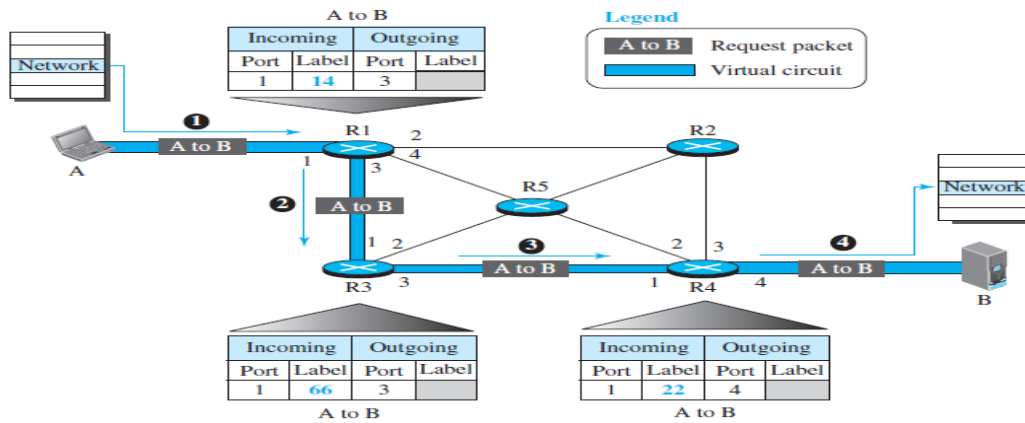 A to B
Incoming Outgoing
Port Label Port Label
1 14 3
Legend
A to B Request packet
Virtual circuit
Network
1
A to B
A
R1
1
2
4
3
R2
2
A to B
R5
Network
1
2
3
A to B
2
3
4
A to B
R3
3
1
R4
4
B
Incoming Outgoing
Port Label Port Label
1 66 3
A to B
Incoming Outgoing
Port Label Port Label
1 22 4
A to B